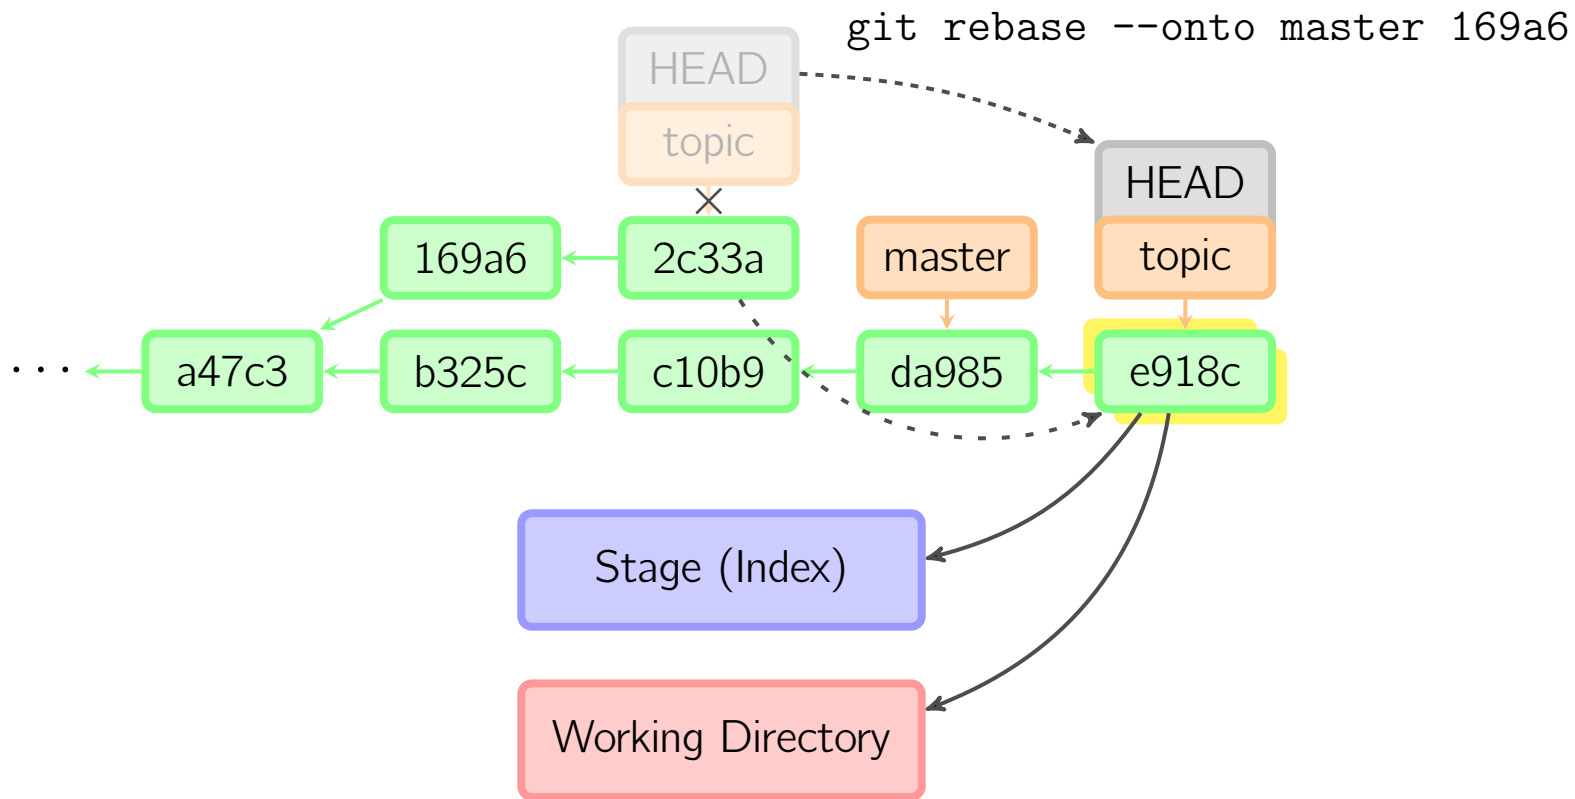 git rebase --onto master 169a6
HEAD
topic
HEAD
topic
169a6
2c33a
master
... a47c3
b325c
c10b9
da985
e918c
Stage (Index)
Working Directory